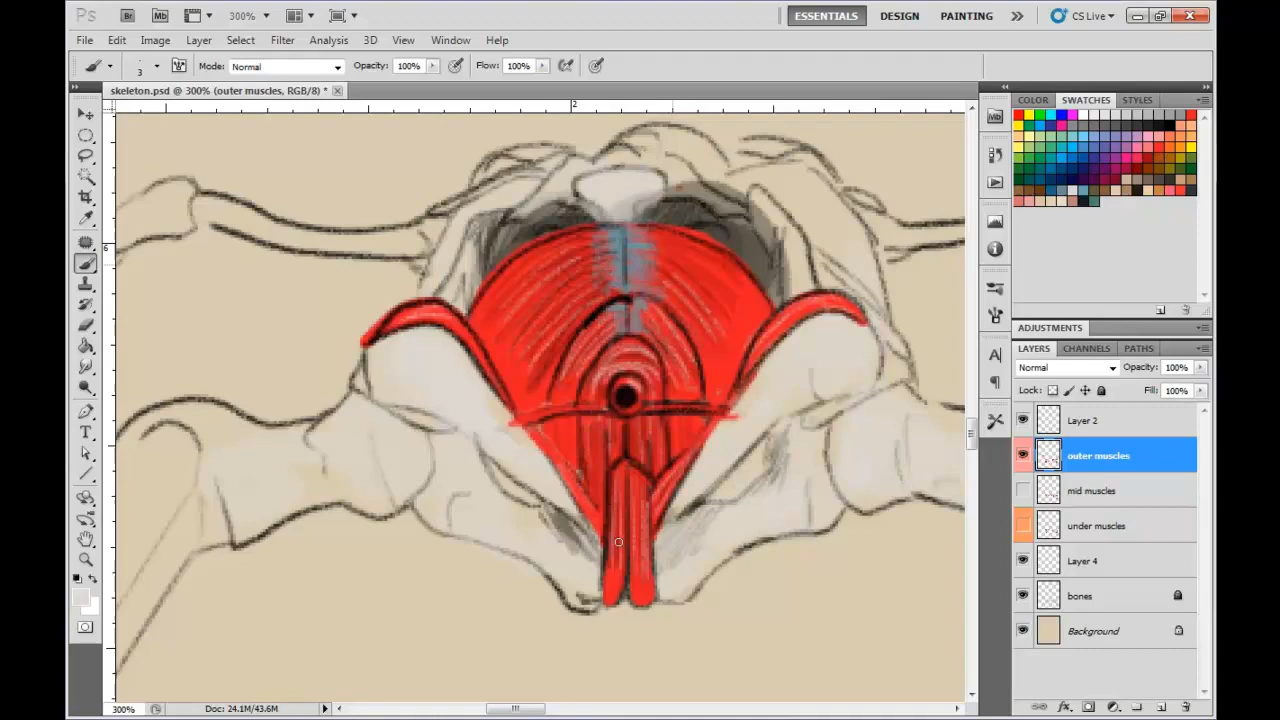 Ps Br Mb 300% ESSENTIALS DESIGN PAINTING CS Live
File Edit Image Layer Select Filter Analysis 3D View Window Help
3 Mode: Normal Opacity: 100% Flow: 100%
skeleton.psd @ 300% (outer muscles, RGB/8) *
COLOR SWATCHES STYLES
2
6
ADJUSTMENTS
LAYERS CHANNELS PATHS
Normal Opacity: 100%
Lock: Fill: 100%
Layer 2
outer muscles
mid muscles
under muscles
Layer 4
bones
Background
300% Doc: 24.1M/43.6M